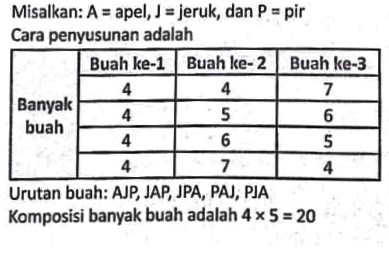 Misalkan: A = apel, J = jeruk, dan P = pir
Cara penyusunan adalah
Banyak buah Buah ke-1 Buah ke- 2 Buah ke-3
4 4 7
4 5 6
4 6 5
4 7 4
Urutan buah: AJP, JAP, JPA, PAJ, PJA
Komposisi banyak buah adalah 4 × 5 = 20